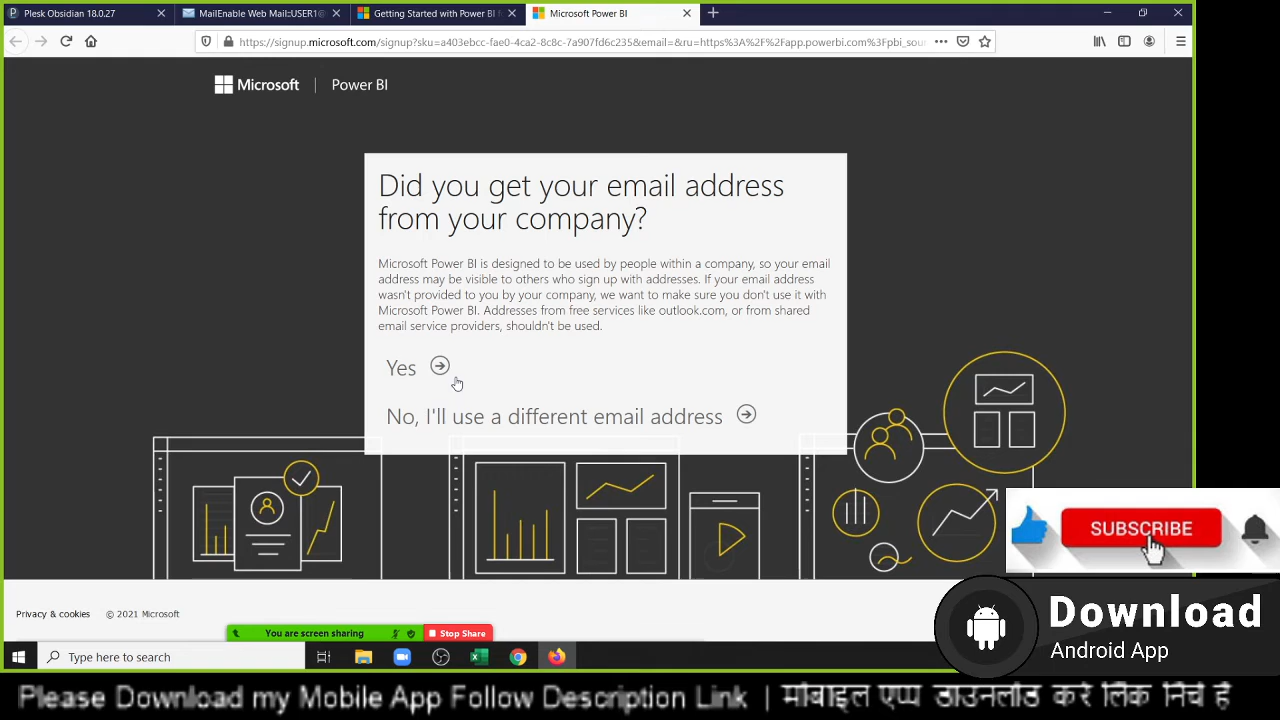 Plesk Obsidian 18.0.27
MailEnable Web Mail::USER1@
Getting Started with Power BI
Microsoft Power BI
https://signup.microsoft.com/signup?sku=a403ebcc-fae0-4ca2-8c8c-7a907fd6c235&email=&ru=https%3A%2F%2Fapp.powerbi.com%3Fpbi_sou
Microsoft | Power BI
Did you get your email address
from your company?
Microsoft Power BI is designed to be used by people within a company, so your email
address may be visible to others who sign up with addresses. If your email address
wasn't provided to you by your company, we want to make sure you don't use it with
Microsoft Power BI. Addresses from free services like outlook.com, or from shared
email service providers, shouldn't be used.
Yes
No, I'll use a different email address
SUBSCRIBE
Privacy & cookies © 2021 Microsoft
Download
Android App
You are screen sharing
Stop Share
Type here to search
Please Download my Mobile App Follow Description Link | मोबाइल एप्प डाउनलोड करे लिंक निचे है